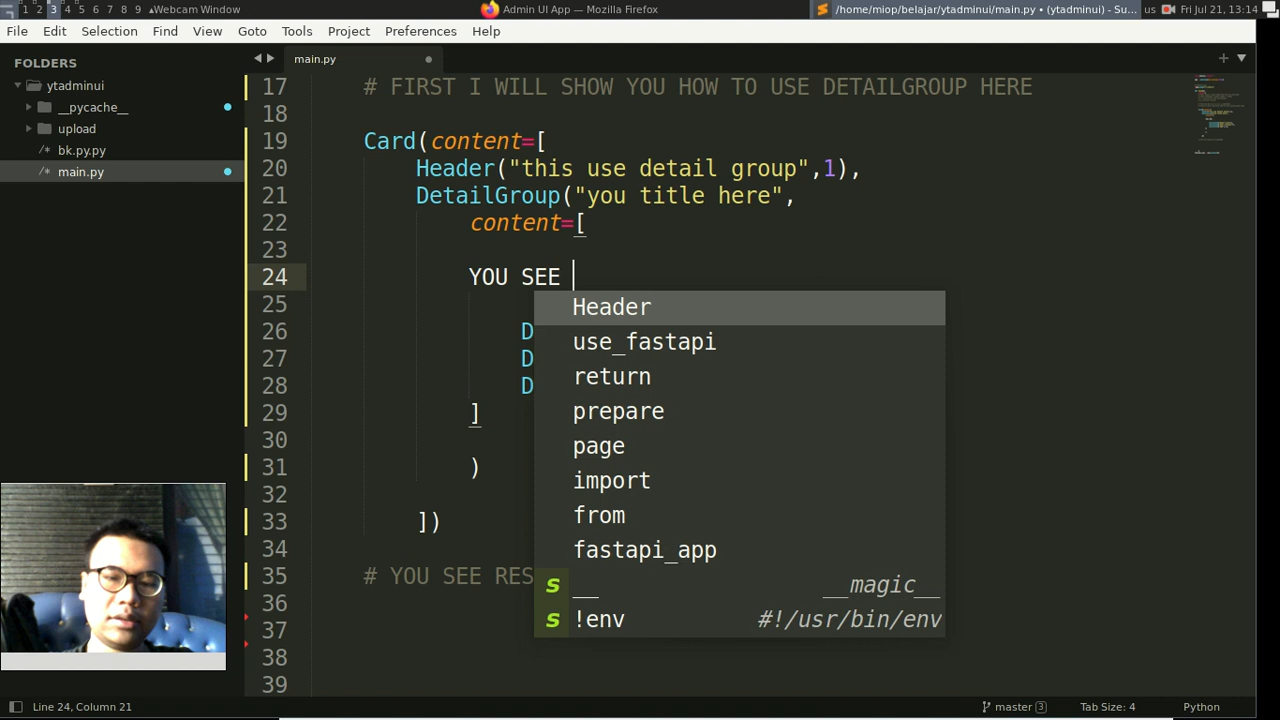 1 2 3 4 5 6 7 8 9 ▴Webcam Window
Admin UI App — Mozilla Firefox
/home/miop/belajar/ytadminui/main.py • (ytadminui) - Su...
us
Fri Jul 21, 13:14
File Edit Selection Find View Goto Tools Project Preferences Help
FOLDERS
ytadminui
__pycache__
upload
/* bk.py.py
/* main.py
main.py
17 # FIRST I WILL SHOW YOU HOW TO USE DETAILGROUP HERE
18
19 Card(content=[
20 Header("this use detail group",1),
21 DetailGroup("you title here",
22 content=[
23
24 YOU SEE
25
26 D
27 D
28 D
29 ]
30
31 )
32
33 ])
34
35 # YOU SEE RES
36
37
38
39
Header
use_fastapi
return
prepare
page
import
from
fastapi_app
s __ __magic__
s !env #!/usr/bin/env
Line 24, Column 21
master 3
Tab Size: 4
Python